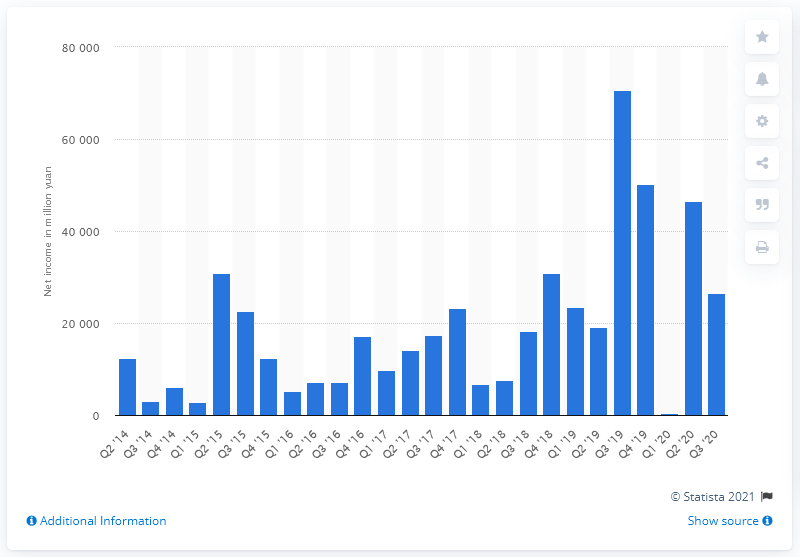 80 000
60 000
40 000
20 000
0
Net income in million yuan
Q2 '14
Q3 '14
Q4 '14
Q1 '15
Q2 '15
Q3 '15
Q4 '15
Q1 '16
Q2 '16
Q3 '16
Q4 '16
Q1 '17
Q2 '17
Q3 '17
Q4 '17
Q1 '18
Q2 '18
Q3 '18
Q4 '18
Q1 '19
Q2 '19
Q3 '19
Q4 '19
Q1 '20
Q2 '20
Q3 '20
© Statista 2021
Additional Information
Show source